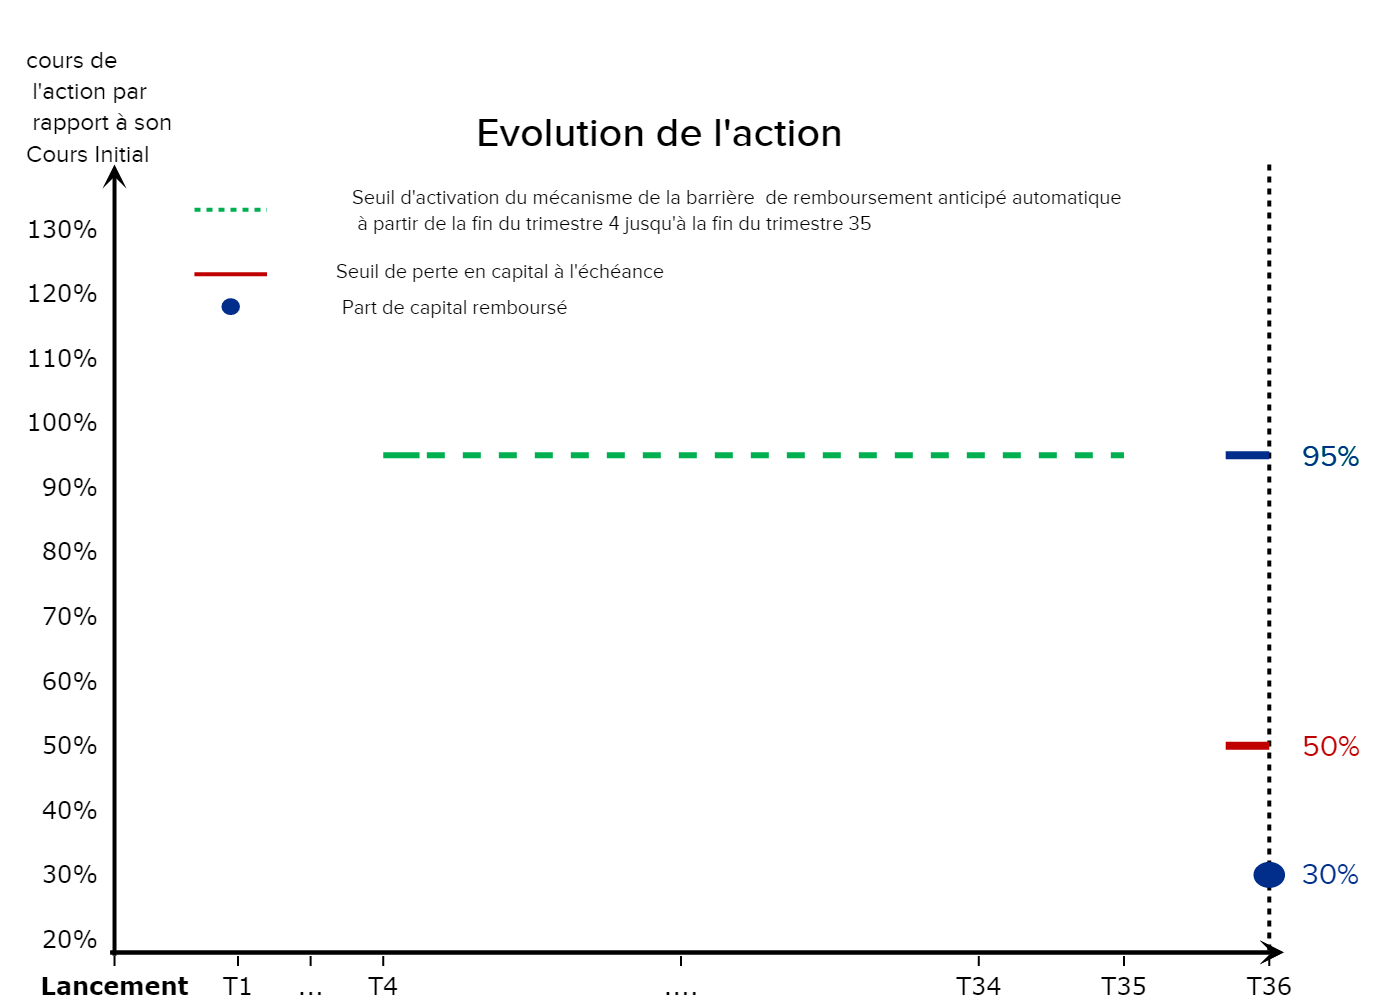 cours de
l'action par
rapport à son
Cours Initial
Evolution de l'action
Seuil d'activation du mécanisme de la barrière  de remboursement anticipé automatique
à partir de la fin du trimestre 4 jusqu'à la fin du trimestre 35
Seuil de perte en capital à l'échéance
Part de capital remboursé
130%
120%
110%
100%
90%
80%
70%
60%
50%
40%
30%
20%
95%
50%
30%
Lancement T1 ... T4 .... T34 T35 T36